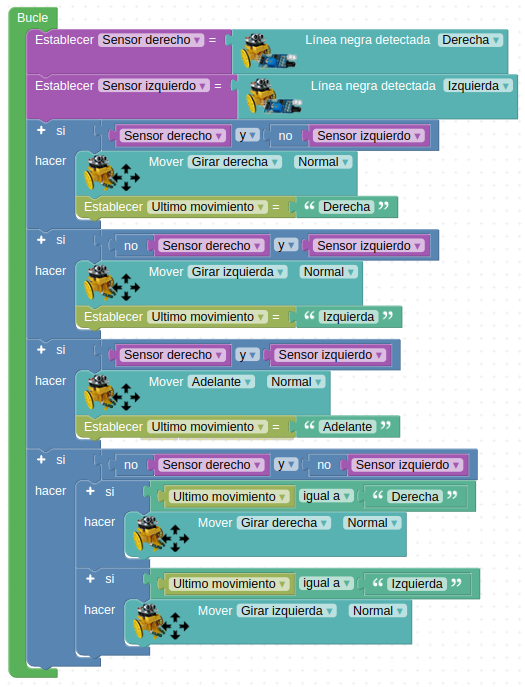 Bucle
Establecer Sensor derecho = Línea negra detectada Derecha
Establecer Sensor izquierdo = Línea negra detectada Izquierda
+ si Sensor derecho y no Sensor izquierdo
hacer Mover Girar derecha Normal
Establecer Ultimo movimiento = “ Derecha ”
+ si no Sensor derecho y Sensor izquierdo
hacer Mover Girar izquierda Normal
Establecer Ultimo movimiento = “ Izquierda ”
+ si Sensor derecho y Sensor izquierdo
hacer Mover Adelante Normal
Establecer Ultimo movimiento = “ Adelante ”
+ si no Sensor derecho y no Sensor izquierdo
hacer + si Ultimo movimiento igual a “ Derecha ”
hacer Mover Girar derecha Normal
+ si Ultimo movimiento igual a “ Izquierda ”
hacer Mover Girar izquierda Normal